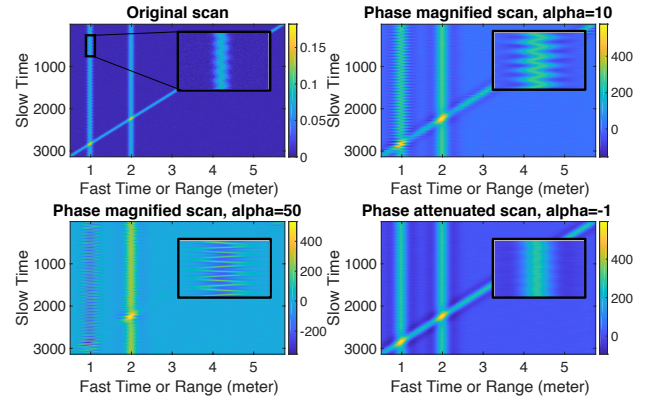 Original scan
Slow Time
1000
2000
3000
1 2 3 4 5
Fast Time or Range (meter)
0.15
0.1
0.05
0
Phase magnified scan, alpha=10
Slow Time
1000
2000
3000
1 2 3 4 5
Fast Time or Range (meter)
400
200
0
Phase magnified scan, alpha=50
Slow Time
1000
2000
3000
1 2 3 4 5
Fast Time or Range (meter)
400
200
0
-200
Phase attenuated scan, alpha=-1
Slow Time
1000
2000
3000
1 2 3 4 5
Fast Time or Range (meter)
400
200
0